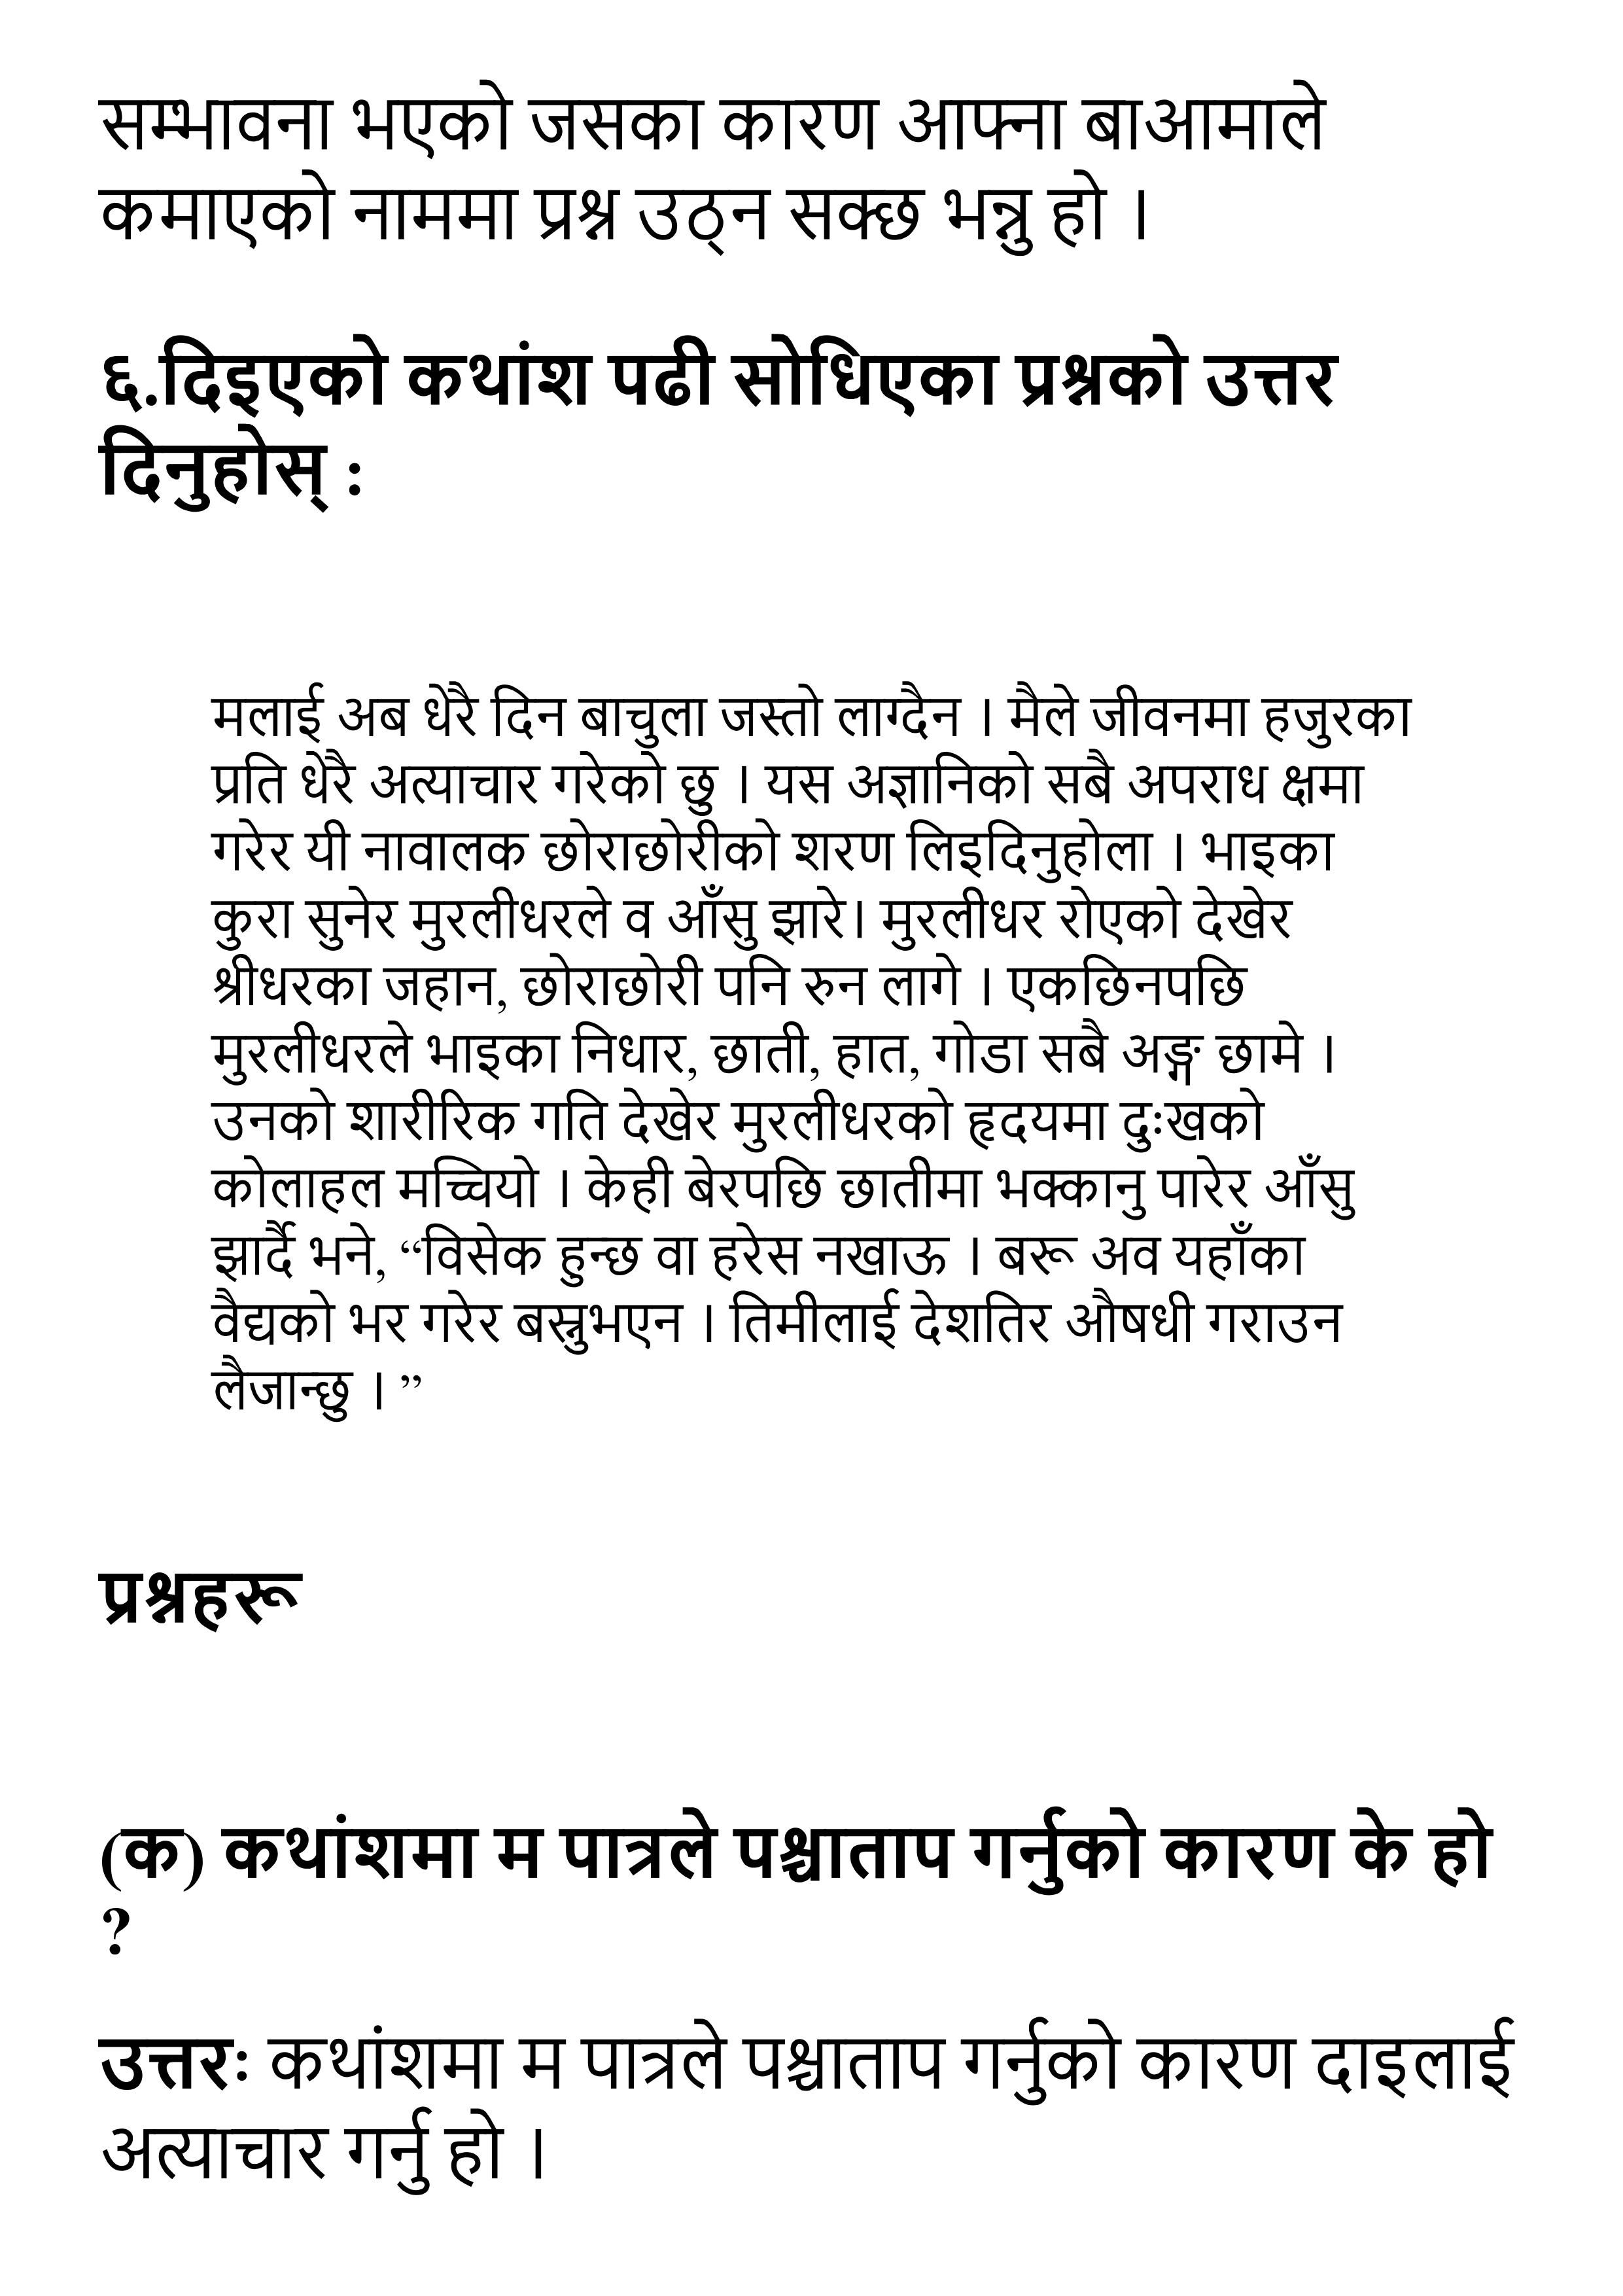 सम्भावना भएको जसका कारण आफ्ना बाआमाले
कमाएको नाममा प्रश्न उठ्न सक्छ भन्नु हो ।
६.दिइएको कथांश पढी सोधिएका प्रश्नको उत्तर
दिनुहोस् :
मलाई अब धेरै दिन बाचुला जस्तो लाग्दैन । मैले जीवनमा हजुरका
प्रति धेरै अत्याचार गरेको छु । यस अज्ञानिको सबै अपराध क्षमा
गरेर यी नावालक छोराछोरीको शरण लिइदिनुहोला । भाइका
कुरा सुनेर मुरलीधरले व आँसु झारे। मुरलीधर रोएको देखेर
श्रीधरका जहान, छोराछोरी पनि रुन लागे । एकछिनपछि
मुरलीधरले भाइका निधार, छाती, हात, गोडा सबै अङ्ग छामे ।
उनको शारीरिक गति देखेर मुरलीधरको हृदयमा दुःखको
कोलाहल मच्चियो । केही बेरपछि छातीमा भक्कानु पारेर आँसु
झार्दै भने, “विसेक हुन्छ वा हरेस नखाऊ । बरू अव यहाँका
वैद्यको भर गरेर बस्नुभएन । तिमीलाई देशतिर औषधी गराउन
लैजान्छु । ”
प्रश्नहरू
(क) कथांशमा म पात्रले पश्चाताप गर्नुको कारण के हो
?
उत्तरः कथांशमा म पात्रले पश्चाताप गर्नुको कारण दाइलाई
अत्याचार गर्नु हो ।